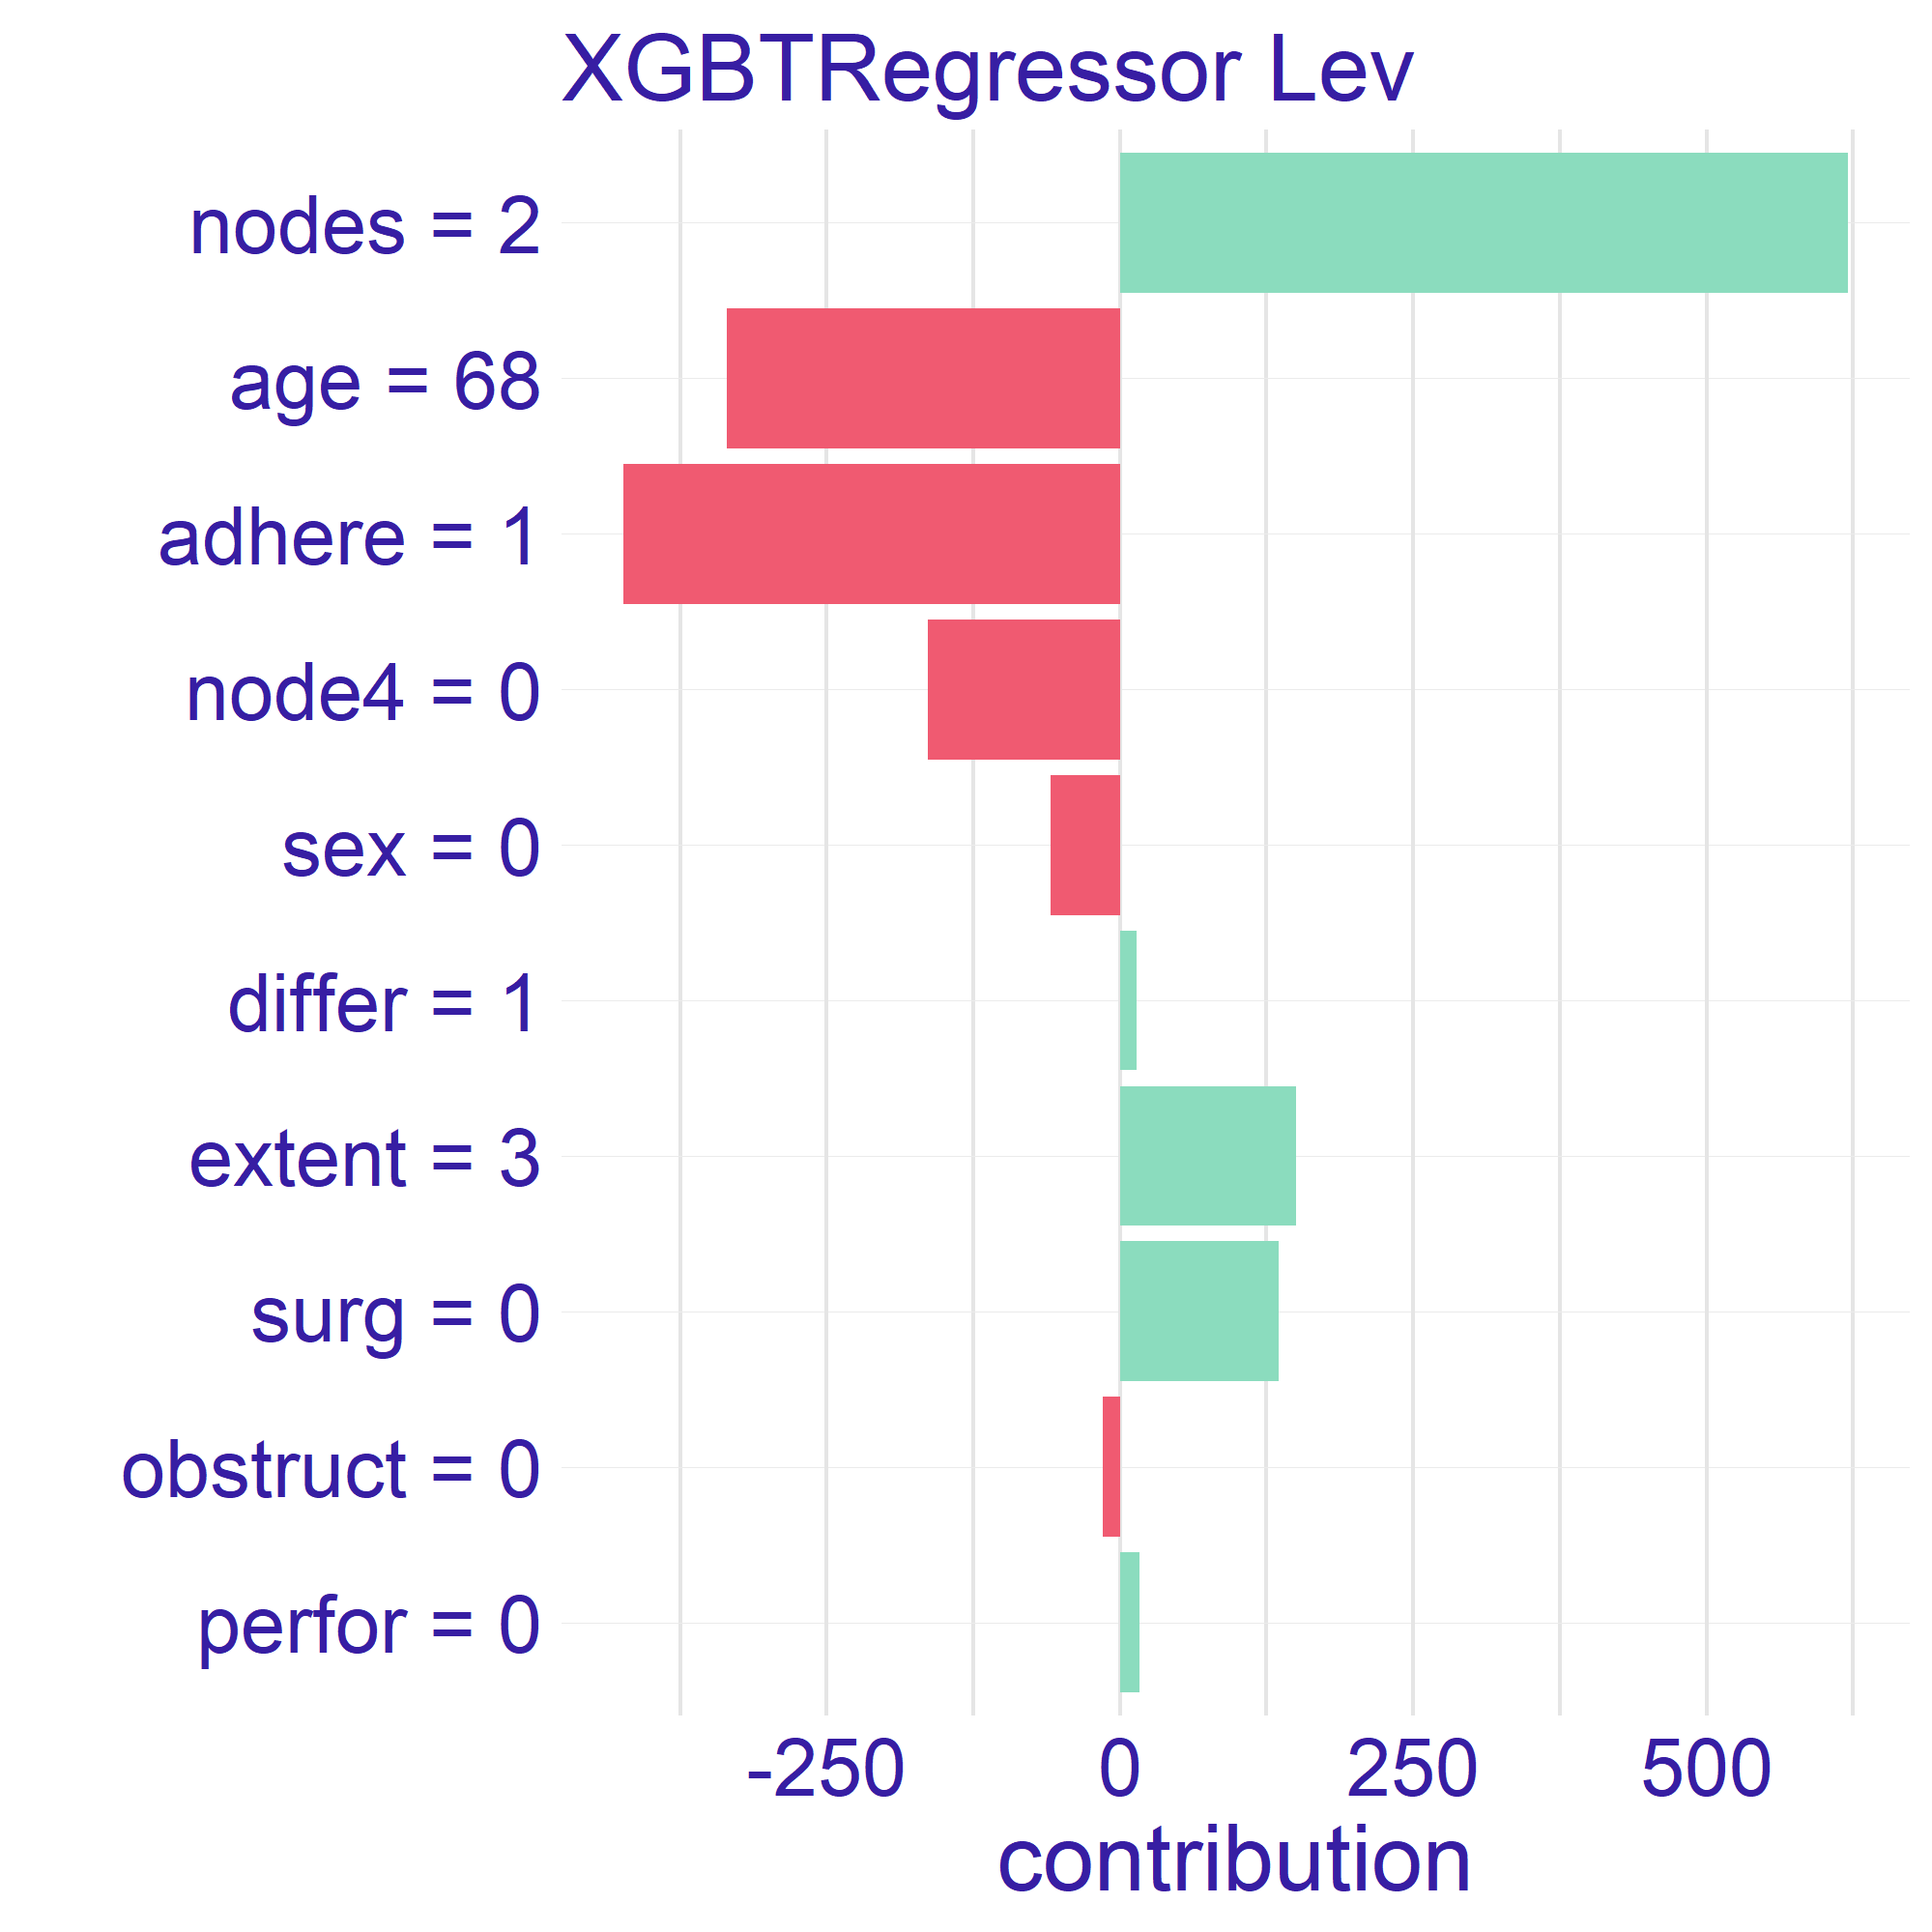 XGBTRegressor Lev
nodes = 2
age = 68
adhere = 1
node4 = 0
sex = 0
differ = 1
extent = 3
surg = 0
obstruct = 0
perfor = 0
-250 0 250 500
contribution